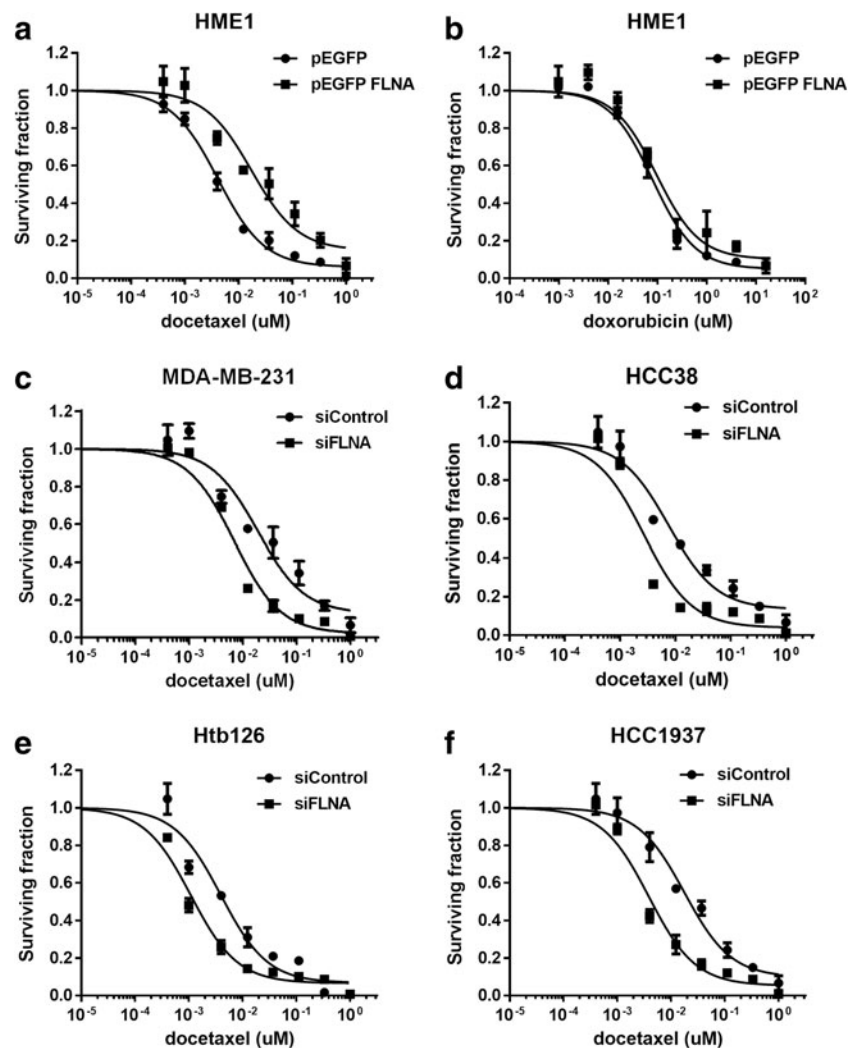 a
HME1
pEGFP
pEGFP FLNA
Surviving fraction
1.2
1.0
0.8
0.6
0.4
0.2
0.0
10-5 10-4 10-3 10-2 10-1 100
docetaxel (uM)
b
HME1
pEGFP
pEGFP FLNA
Surviving fraction
1.2
1.0
0.8
0.6
0.4
0.2
0.0
10-4 10-3 10-2 10-1 100 101 102
doxorubicin (uM)
c
MDA-MB-231
siControl
siFLNA
Surviving fraction
1.2
1.0
0.8
0.6
0.4
0.2
0.0
10-5 10-4 10-3 10-2 10-1 100
docetaxel (uM)
d
HCC38
siControl
siFLNA
Surviving fraction
1.2
1.0
0.8
0.6
0.4
0.2
0.0
10-5 10-4 10-3 10-2 10-1 100
docetaxel (uM)
e
Htb126
siControl
siFLNA
Surviving fraction
1.2
1.0
0.8
0.6
0.4
0.2
0.0
10-5 10-4 10-3 10-2 10-1 100
docetaxel (uM)
f
HCC1937
siControl
siFLNA
Surviving fraction
1.2
1.0
0.8
0.6
0.4
0.2
0.0
10-5 10-4 10-3 10-2 10-1 100
docetaxel (uM)